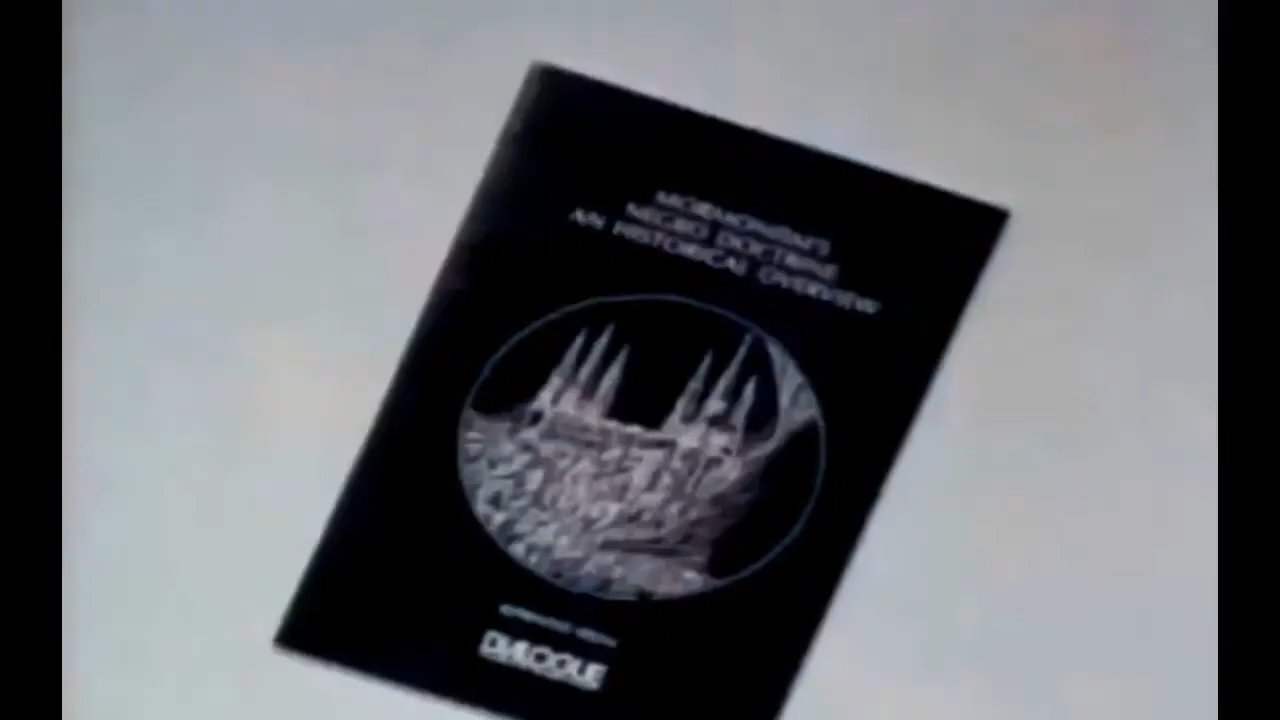 MORMONISM'S
NEGRO DOCTRINE
AN HISTORICAL OVERVIEW
DIALOGUE